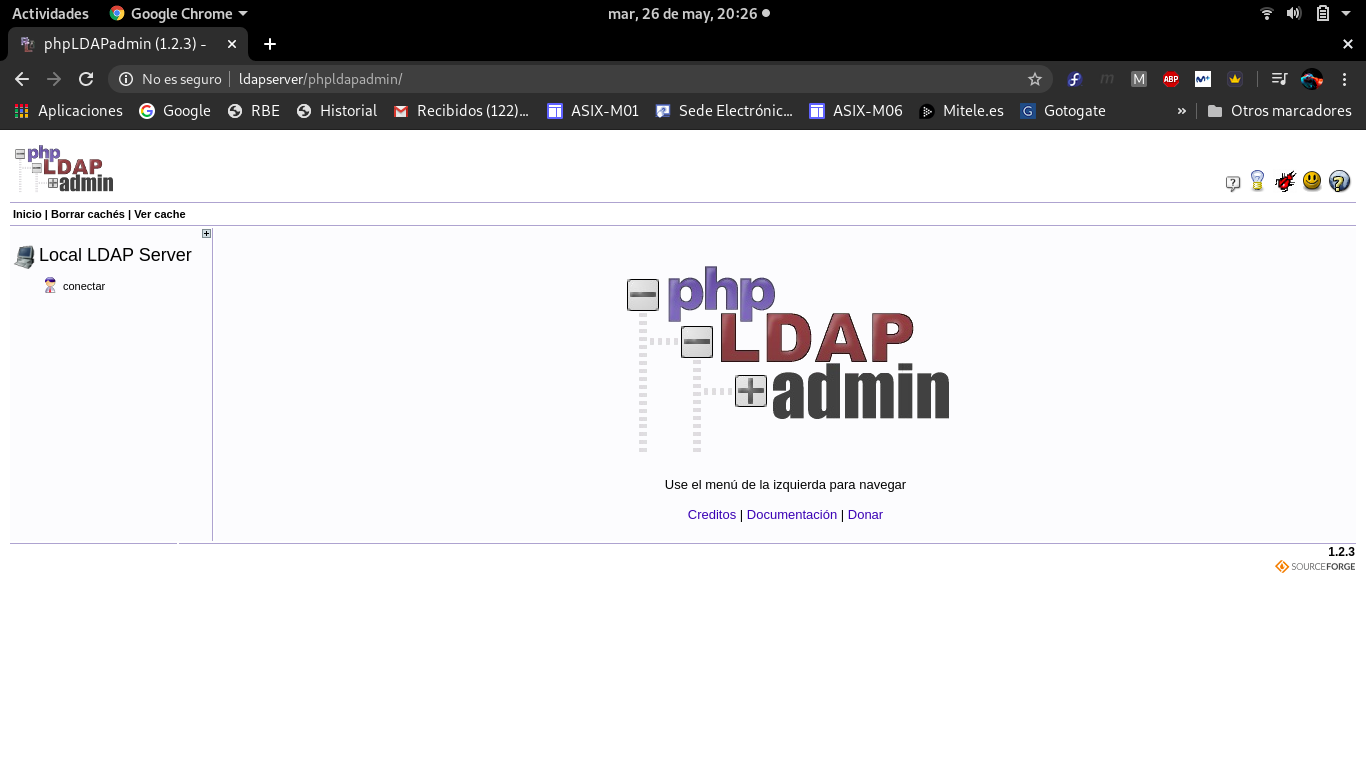 Actividades Google Chrome mar, 26 de may, 20:26
phpLDAPadmin (1.2.3) -
No es seguro ldapserver/phpldapadmin/
ABP M
Aplicaciones Google RBE Historial Recibidos (122)... ASIX-M01 Sede Electrónic... ASIX-M06 Mitele.es Gotogate » Otros marcadores
php
LDAP
admin
Inicio | Borrar cachés | Ver cache
Local LDAP Server
conectar
php
LDAP
admin
Use el menú de la izquierda para navegar
Creditos | Documentación | Donar
1.2.3
SOURCEFORGE